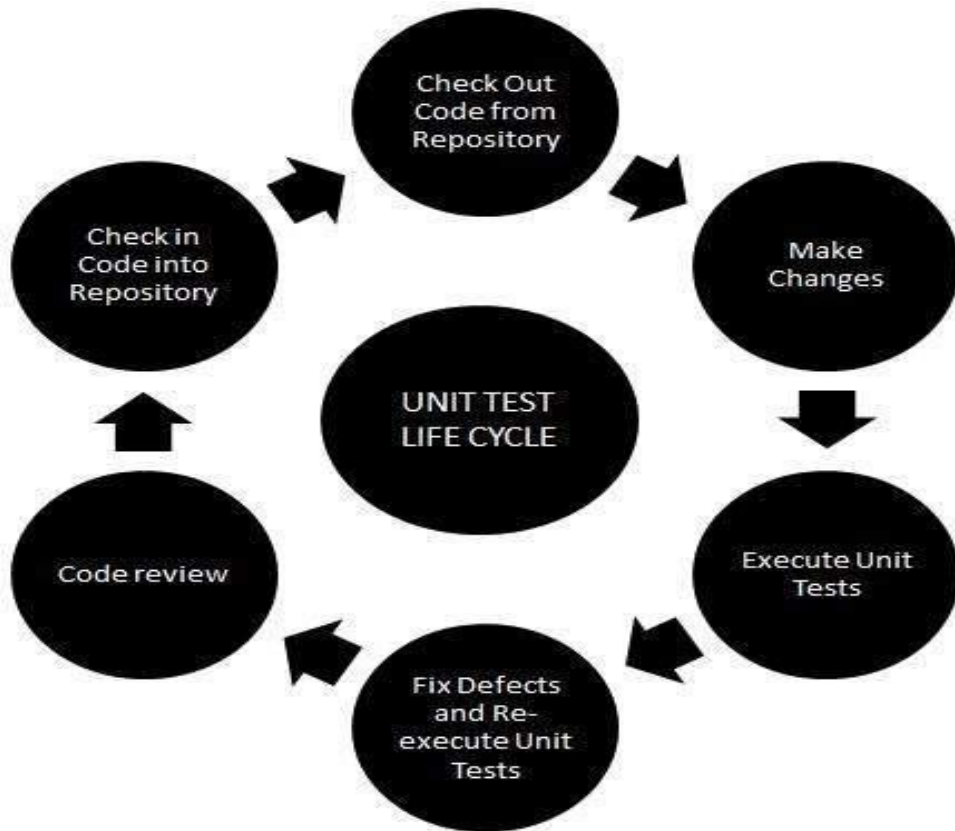 Check Out
Code from
Repository
Make
Changes
Execute Unit
Tests
Fix Defects
and Re-
execute Unit
Tests
Code review
Check in
Code into
Repository
UNIT TEST
LIFE CYCLE